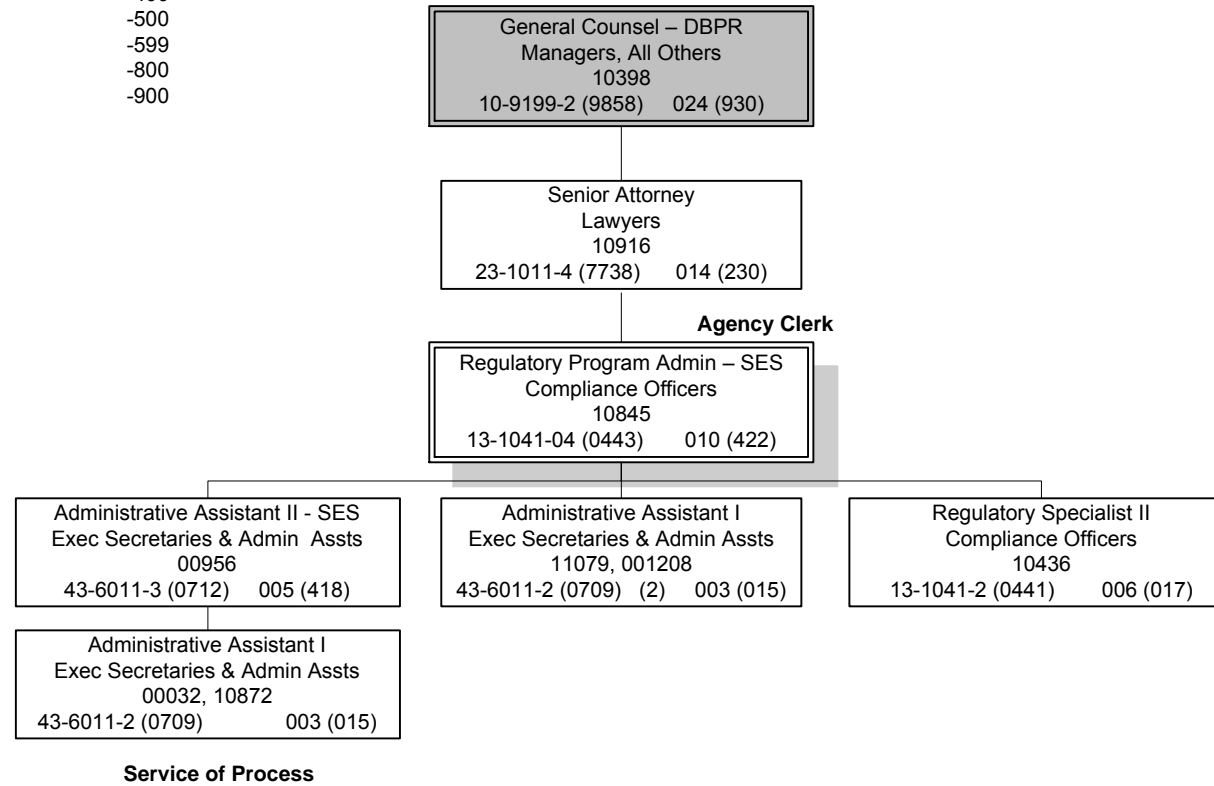 -500
-599
-800
-900
General Counsel – DBPR
Managers, All Others
10398
10-9199-2 (9858) 024 (930)
Senior Attorney
Lawyers
10916
23-1011-4 (7738) 014 (230)
Agency Clerk
Regulatory Program Admin – SES
Compliance Officers
10845
13-1041-04 (0443) 010 (422)
Administrative Assistant II - SES
Exec Secretaries & Admin Assts
00956
43-6011-3 (0712) 005 (418)
Administrative Assistant I
Exec Secretaries & Admin Assts
11079, 001208
43-6011-2 (0709) (2) 003 (015)
Regulatory Specialist II
Compliance Officers
10436
13-1041-2 (0441) 006 (017)
Administrative Assistant I
Exec Secretaries & Admin Assts
00032, 10872
43-6011-2 (0709) 003 (015)
Service of Process